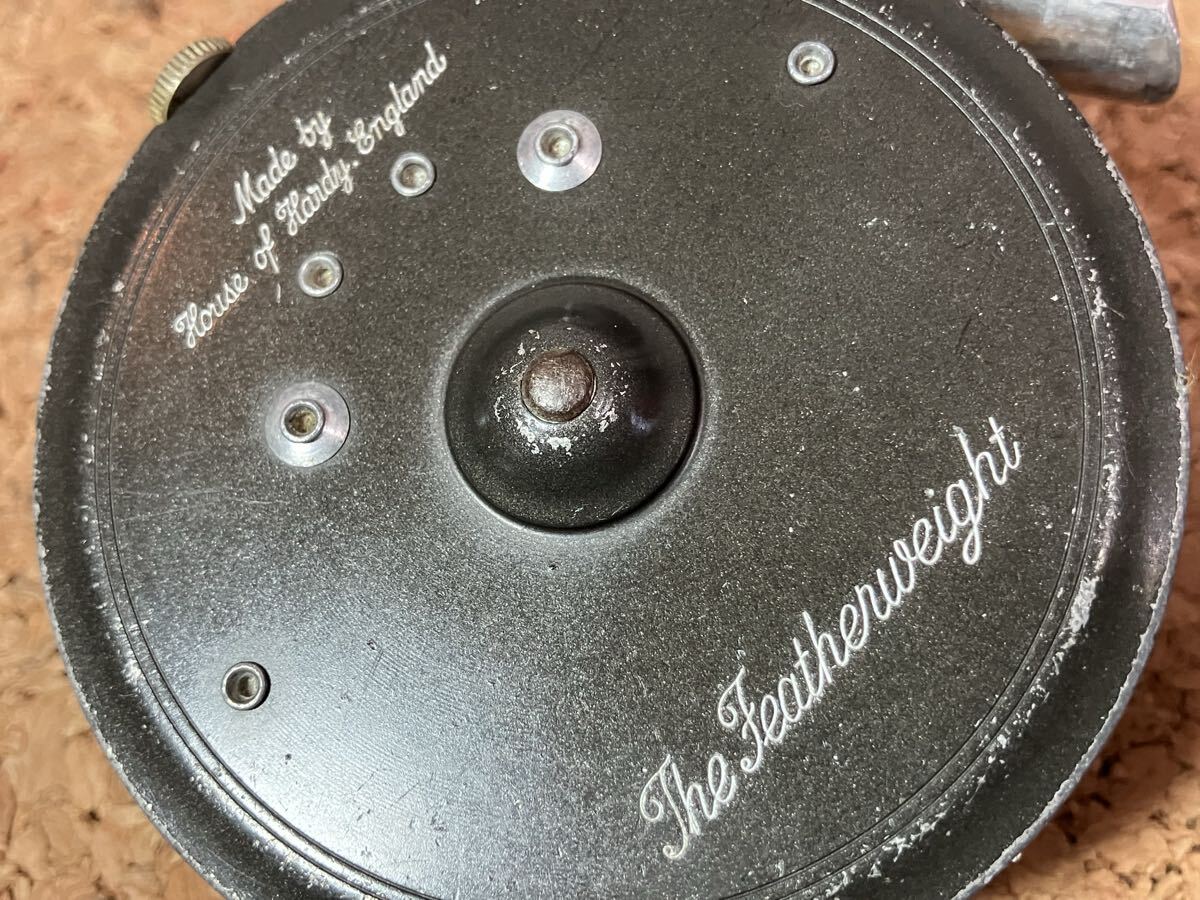 Made by
House of Hardy. England
The Featherweight